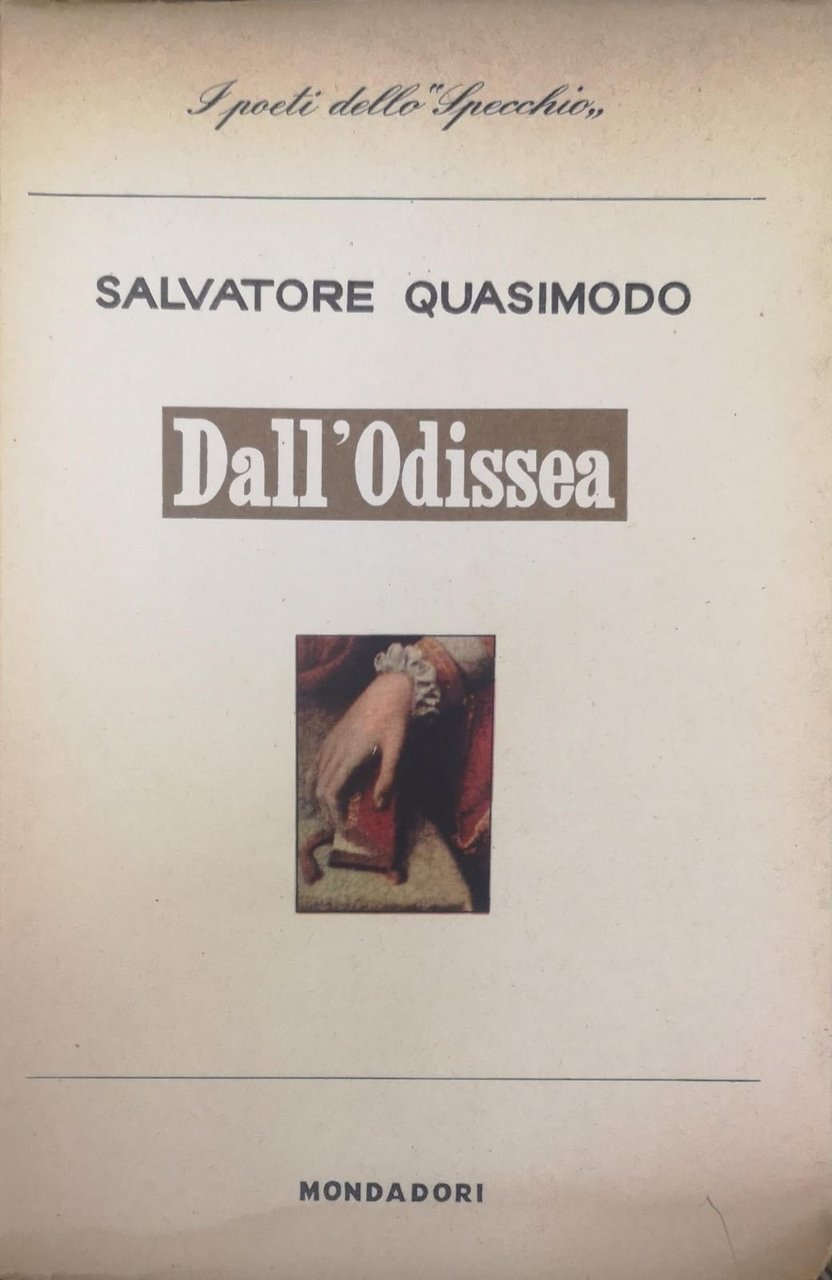 I poeti dello "Specchio„
SALVATORE QUASIMODO
Dall'Odissea
MONDADORI